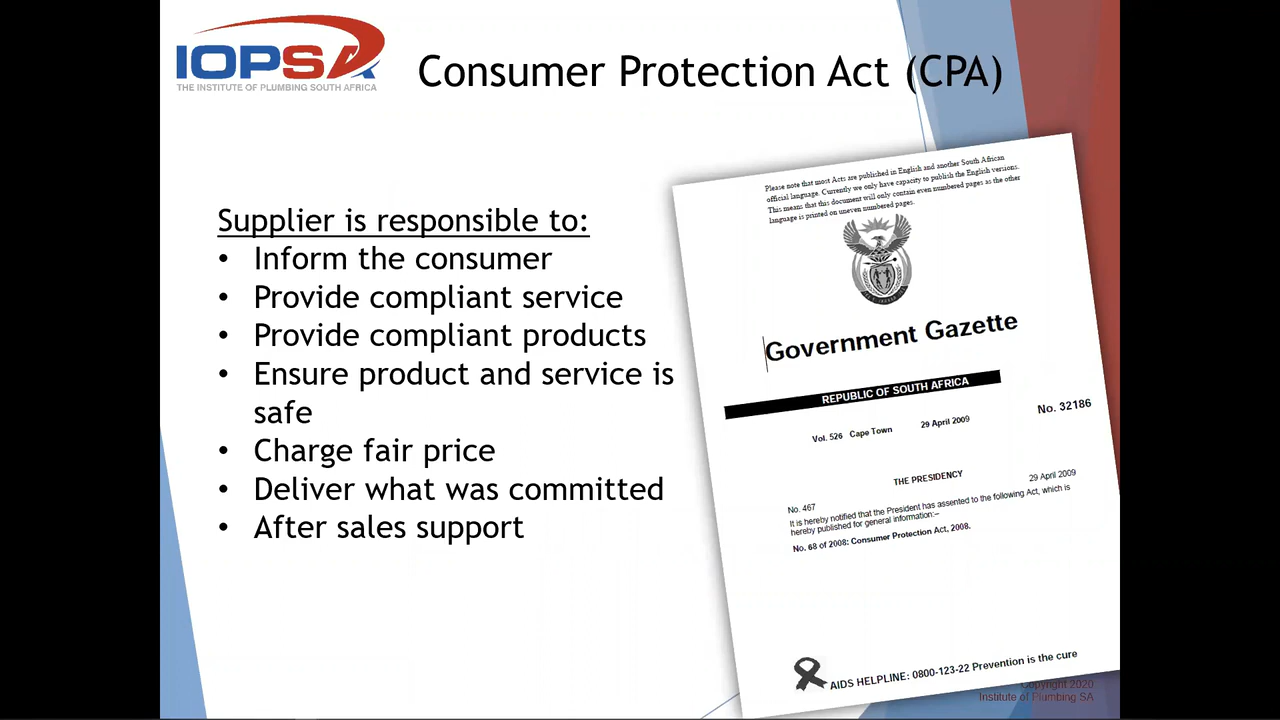 IOPSA
THE INSTITUTE OF PLUMBING SOUTH AFRICA
Consumer Protection Act (CPA)
Supplier is responsible to:
• Inform the consumer
• Provide compliant service
• Provide compliant products
• Ensure product and service is
safe
• Charge fair price
• Deliver what was committed
• After sales support
Please note that most Acts are published in English and another South African
official language. Currently we only have capacity to publish the English versions.
This means that this document will only contain even numbered pages as the other
language is printed on uneven numbered pages.
Government Gazette
REPUBLIC OF SOUTH AFRICA
Vol. 526 Cape Town 29 April 2009 No. 32186
THE PRESIDENCY
No. 467 29 April 2009
It is hereby notified that the President has assented to the following Act, which is
hereby published for general information:–
No. 68 of 2008: Consumer Protection Act, 2008.
AIDS HELPLINE: 0800-123-22 Prevention is the cure
Copyright 2020
Institute of Plumbing SA